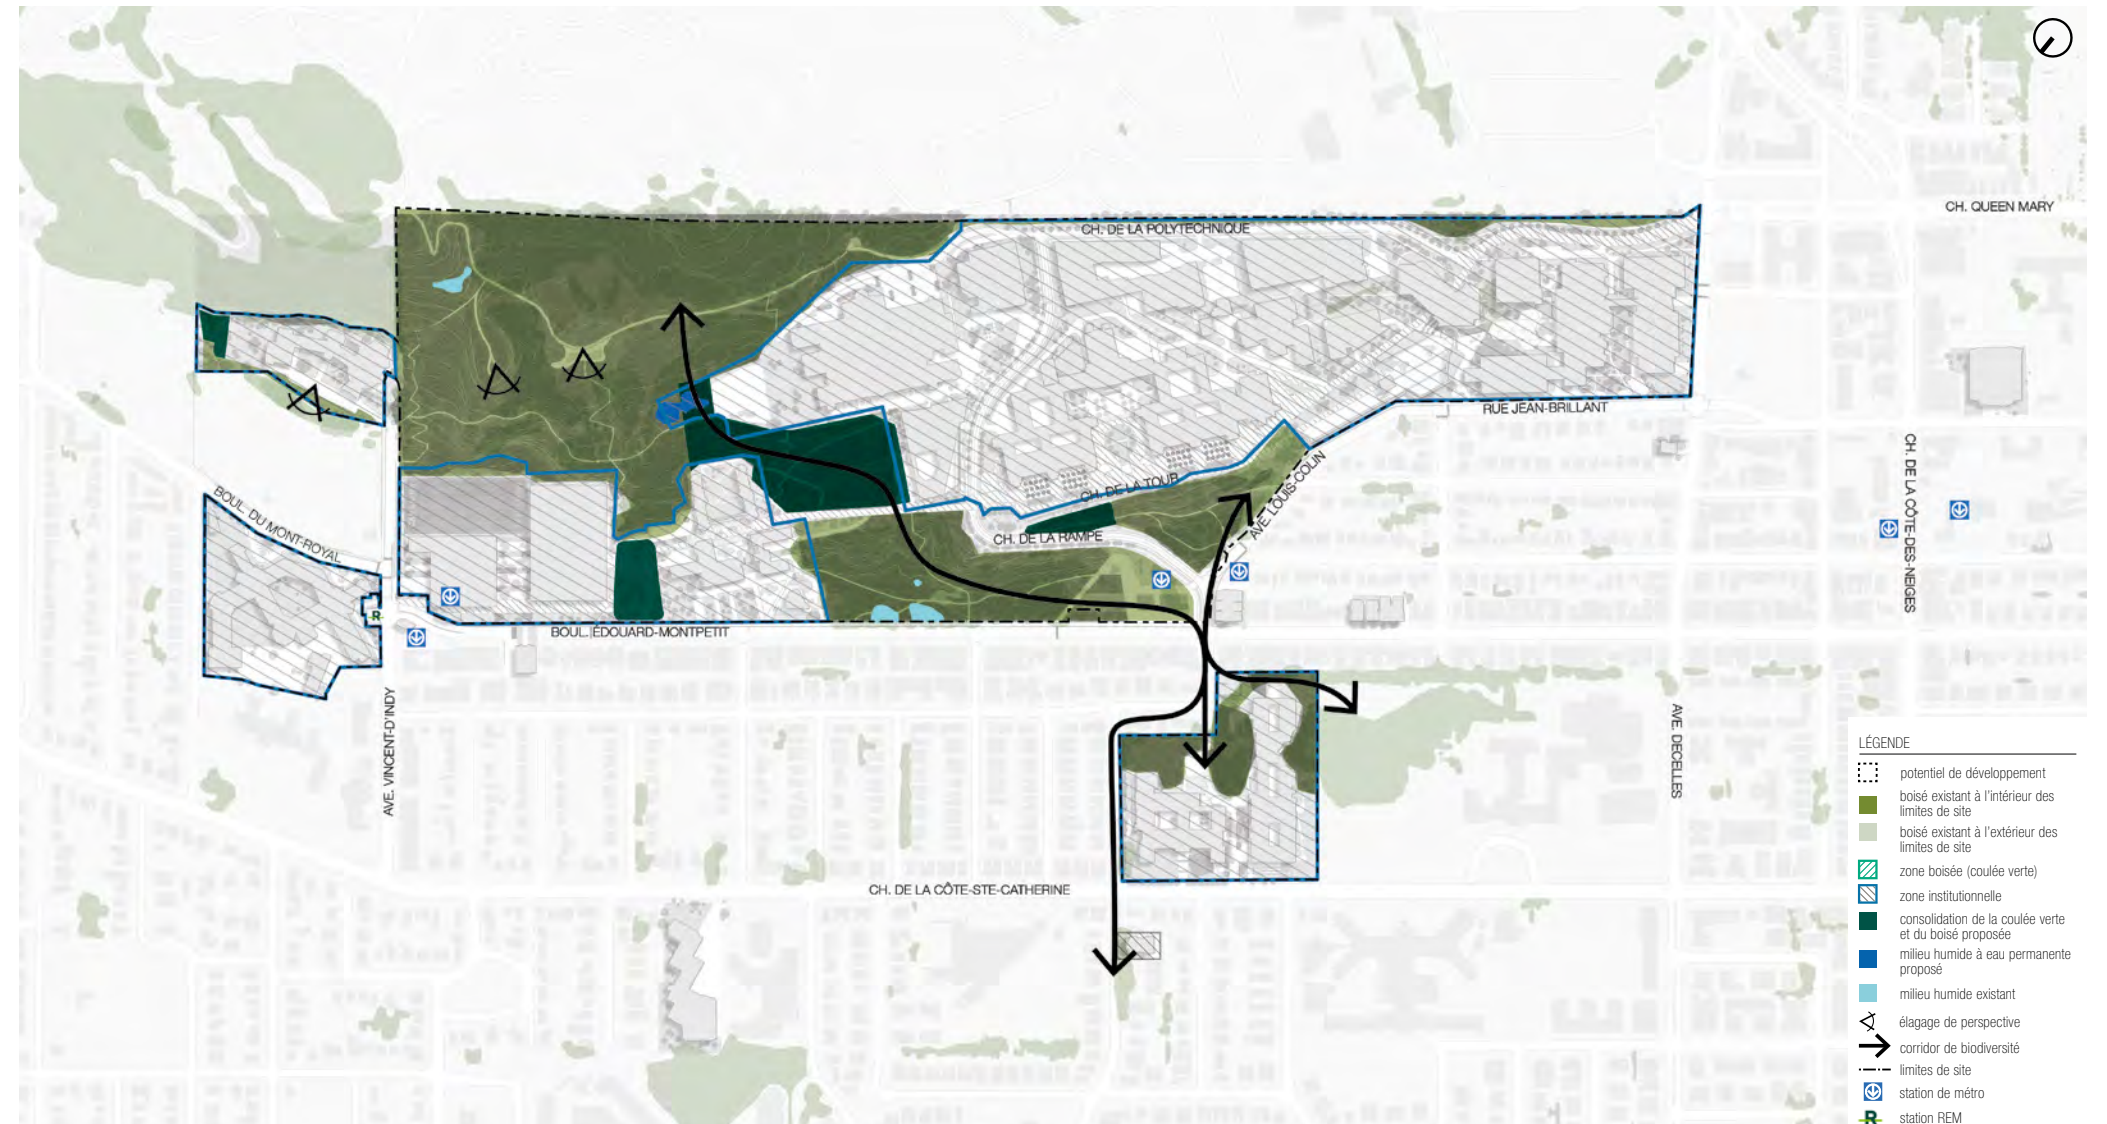 CH. QUEEN MARY
CH. DE LA POLYTECHNIQUE
RUE JEAN-BRILLANT
CH. DE LA TOUR
AVE. LOUIS-COLIN
CH. DE LA RAMPE
BOUL. DU MONT-ROYAL
CH. DE LA CÔTE-DES-NEIGES
R
BOUL. ÉDOUARD-MONTPETIT
AVE. VINCENT-D'INDY
AVE. DECELLES
CH. DE LA CÔTE-STE-CATHERINE
LÉGENDE
potentiel de développement
boisé existant à l'intérieur des
limites de site
boisé existant à l'extérieur des
limites de site
zone boisée (coulée verte)
zone institutionnelle
consolidation de la coulée verte
et du boisé proposée
milieu humide à eau permanente
proposé
milieu humide existant
élagage de perspective
corridor de biodiversité
limites de site
station de métro
R station REM